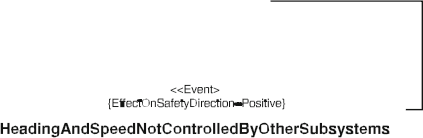 <<Event>
{EffectOnSafetyDirection=Positive}
HeadingAndSpeedNotControlledByOtherSubsystems